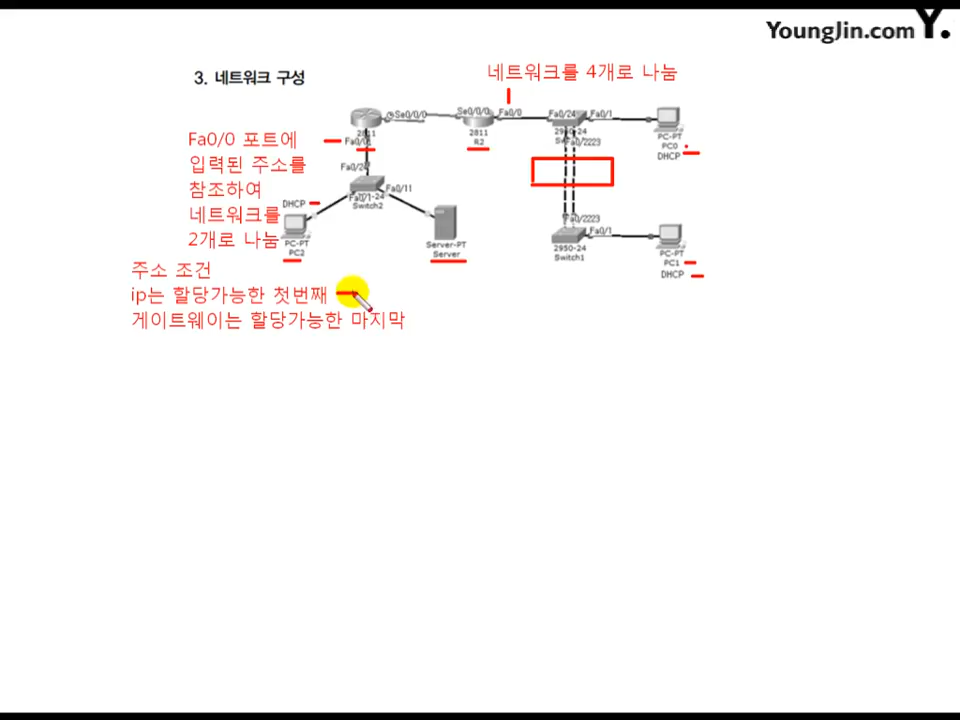 YoungJin.com Y.
3. 네트워크 구성
네트워크를 4개로 나눔
Se0/0/0
Se0/0/0
Fa0/0
Fa0/24
Fa0/1
2811
2811
R2
2950-24
PC-PT
PC0
DHCP
Fa0/0 포트에
입력된 주소를
참조하여
네트워크를
2개로 나눔
Fa0/2223
Fa0/11
Switch2
DHCP
PC-PT
PC2
Server-PT
Server
Fa0/2223
Fa0/1
2950-24
Switch1
PC-PT
PC1
DHCP
주소 조건
ip는 할당가능한 첫번째
게이트웨이는 할당가능한 마지막